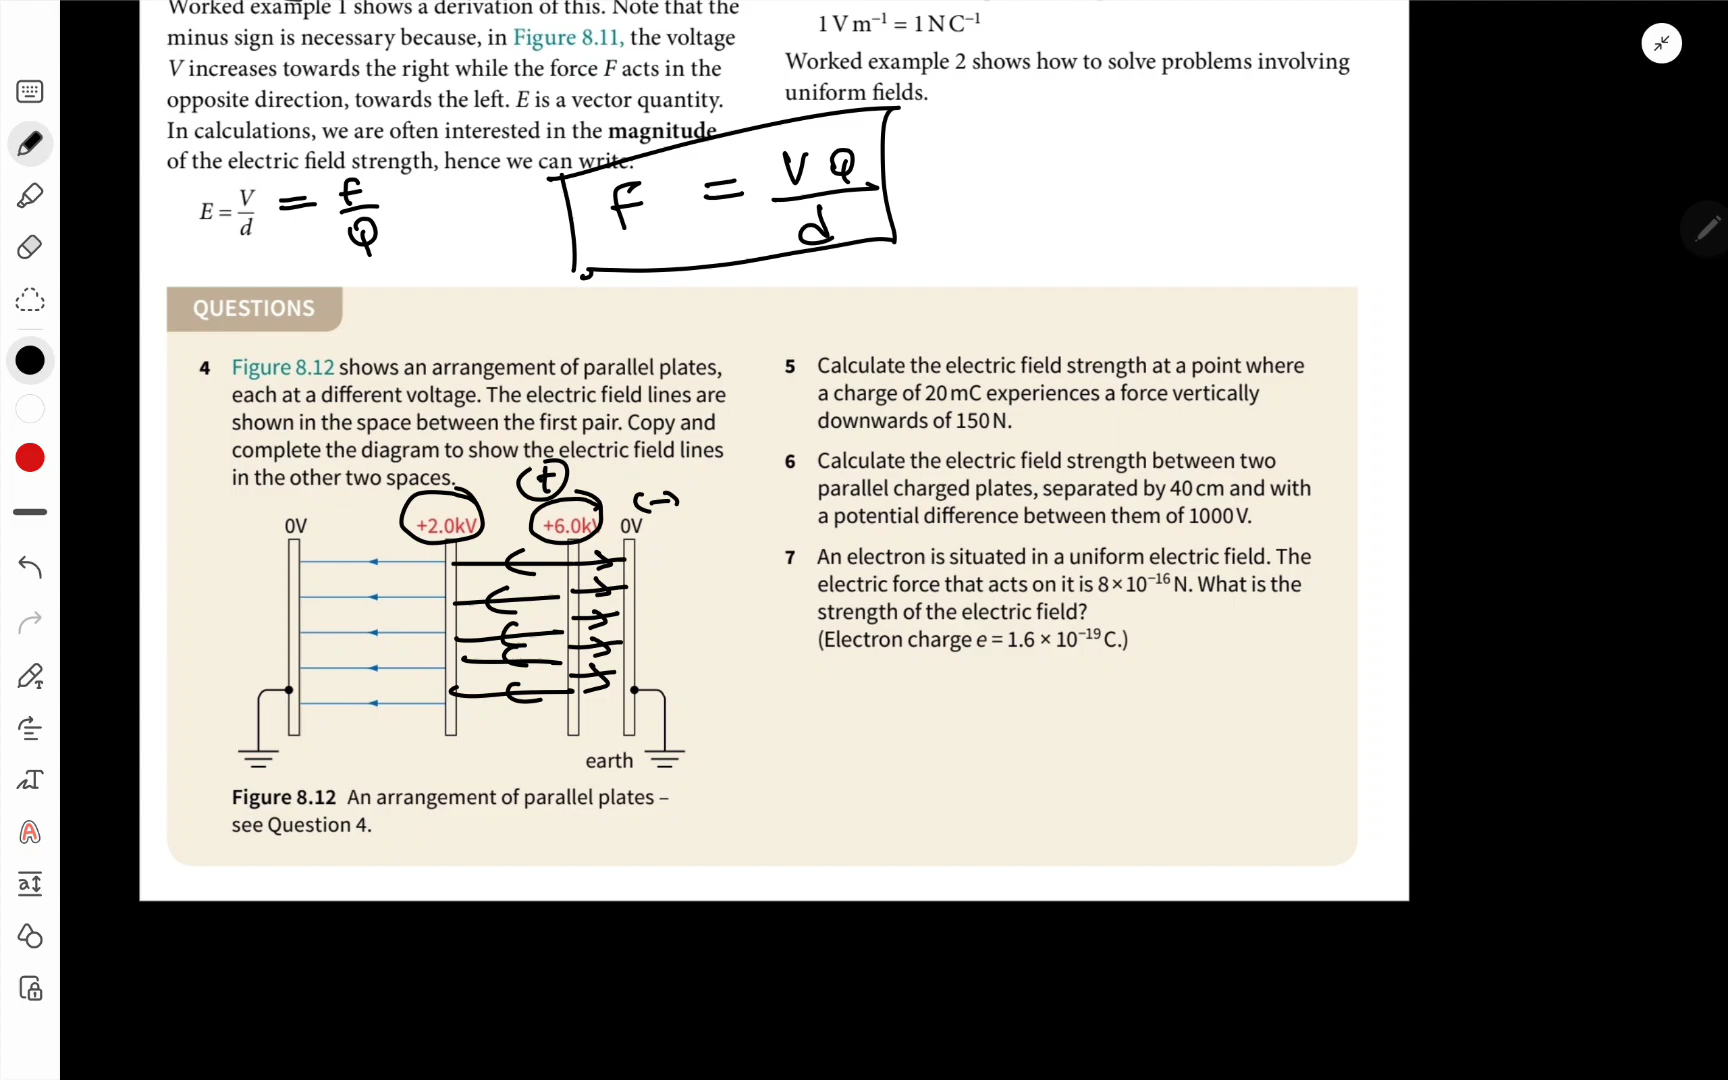 Worked example 1 shows a derivation of this. Note that the
minus sign is necessary because, in Figure 8.11, the voltage
V increases towards the right while the force F acts in the
opposite direction, towards the left. E is a vector quantity.
In calculations, we are often interested in the magnitude
of the electric field strength, hence we can write:
E = V/d = F/Q
F = VQ/d
1 V m⁻¹ = 1 N C⁻¹
Worked example 2 shows how to solve problems involving
uniform fields.
QUESTIONS
4 Figure 8.12 shows an arrangement of parallel plates,
each at a different voltage. The electric field lines are
shown in the space between the first pair. Copy and
complete the diagram to show the electric field lines
in the other two spaces.
(+)
(-)
0V +2.0kV +6.0kV 0V
earth
Figure 8.12 An arrangement of parallel plates –
see Question 4.
5 Calculate the electric field strength at a point where
a charge of 20 mC experiences a force vertically
downwards of 150 N.
6 Calculate the electric field strength between two
parallel charged plates, separated by 40 cm and with
a potential difference between them of 1000 V.
7 An electron is situated in a uniform electric field. The
electric force that acts on it is 8 × 10⁻¹⁶ N. What is the
strength of the electric field?
(Electron charge e = 1.6 × 10⁻¹⁹ C.)